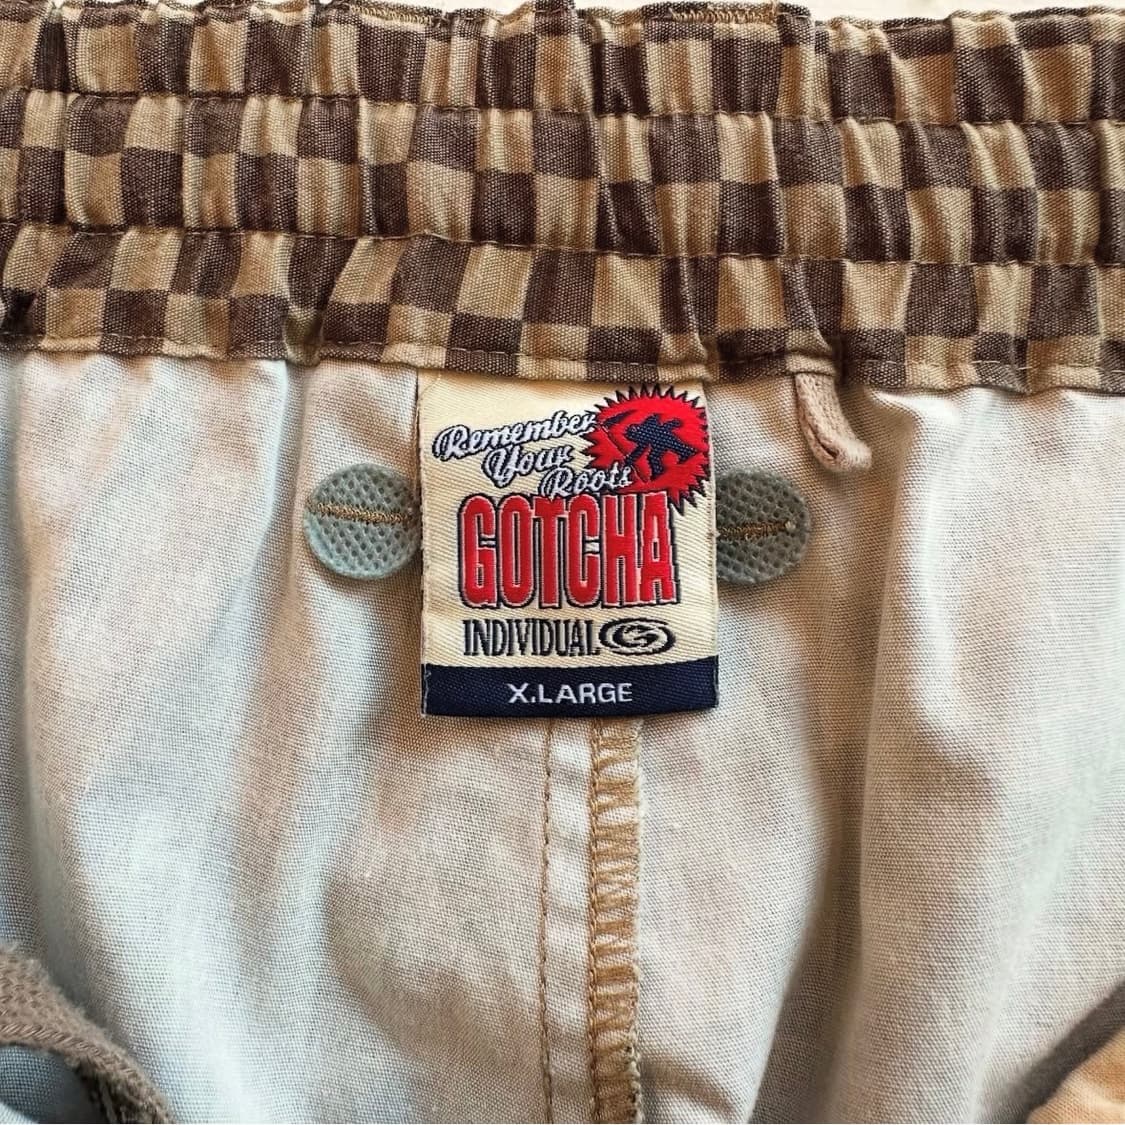 Remember
Your
Roots
GOTCHA
INDIVIDUAL
X.LARGE